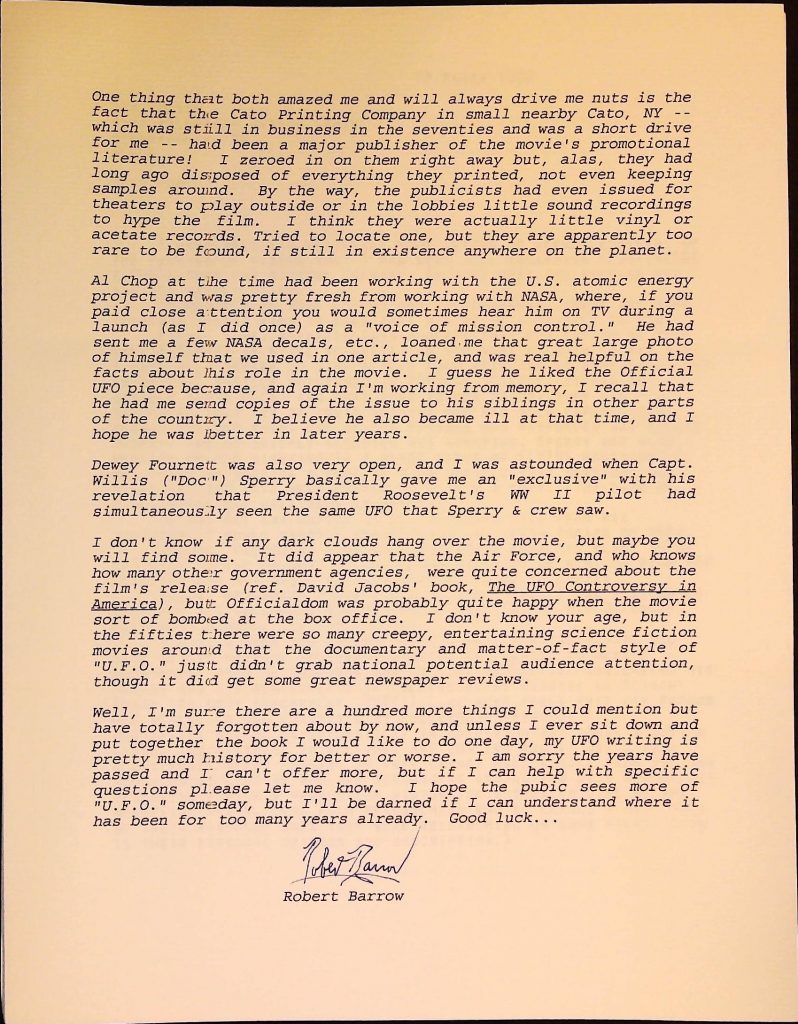 One thing that both amazed me and will always drive me nuts is the
fact that the Cato Printing Company in small nearby Cato, NY --
which was still in business in the seventies and was a short drive
for me -- had been a major publisher of the movie's promotional
literature! I zeroed in on them right away but, alas, they had
long ago disposed of everything they printed, not even keeping
samples around. By the way, the publicists had even issued for
theaters to play outside or in the lobbies little sound recordings
to hype the film. I think they were actually little vinyl or
acetate records. Tried to locate one, but they are apparently too
rare to be found, if still in existence anywhere on the planet.
Al Chop at the time had been working with the U.S. atomic energy
project and was pretty fresh from working with NASA, where, if you
paid close attention you would sometimes hear him on TV during a
launch (as I did once) as a "voice of mission control." He had
sent me a few NASA decals, etc., loaned me that great large photo
of himself that we used in one article, and was real helpful on the
facts about his role in the movie. I guess he liked the Official
UFO piece because, and again I'm working from memory, I recall that
he had me send copies of the issue to his siblings in other parts
of the country. I believe he also became ill at that time, and I
hope he was better in later years.
Dewey Fournett was also very open, and I was astounded when Capt.
Willis ("Doc") Sperry basically gave me an "exclusive" with his
revelation that President Roosevelt's WW II pilot had
simultaneously seen the same UFO that Sperry & crew saw.
I don't know if any dark clouds hang over the movie, but maybe you
will find some. It did appear that the Air Force, and who knows
how many other government agencies, were quite concerned about the
film's release (ref. David Jacobs' book, The UFO Controversy in
America), but Officialdom was probably quite happy when the movie
sort of bombed at the box office. I don't know your age, but in
the fifties there were so many creepy, entertaining science fiction
movies around that the documentary and matter-of-fact style of
"U.F.O." just didn't grab national potential audience attention,
though it did get some great newspaper reviews.
Well, I'm sure there are a hundred more things I could mention but
have totally forgotten about by now, and unless I ever sit down and
put together the book I would like to do one day, my UFO writing is
pretty much history for better or worse. I am sorry the years have
passed and I can't offer more, but if I can help with specific
questions please let me know. I hope the pubic sees more of
"U.F.O." someday, but I'll be darned if I can understand where it
has been for too many years already. Good luck...
Robert Barrow
Robert Barrow